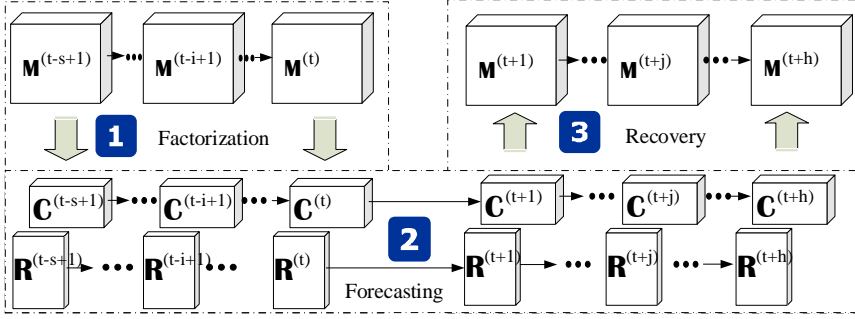 M(t-s+1) ... M(t-i+1) ... M(t)
M(t+1) ... M(t+j) ... M(t+h)
1 Factorization
3 Recovery
C(t-s+1) ... C(t-i+1) ... C(t) C(t+1) ... C(t+j) ... C(t+h)
2
R(t-s+1) ... R(t-i+1) ... R(t) R(t+1) ... R(t+j) ... R(t+h)
Forecasting